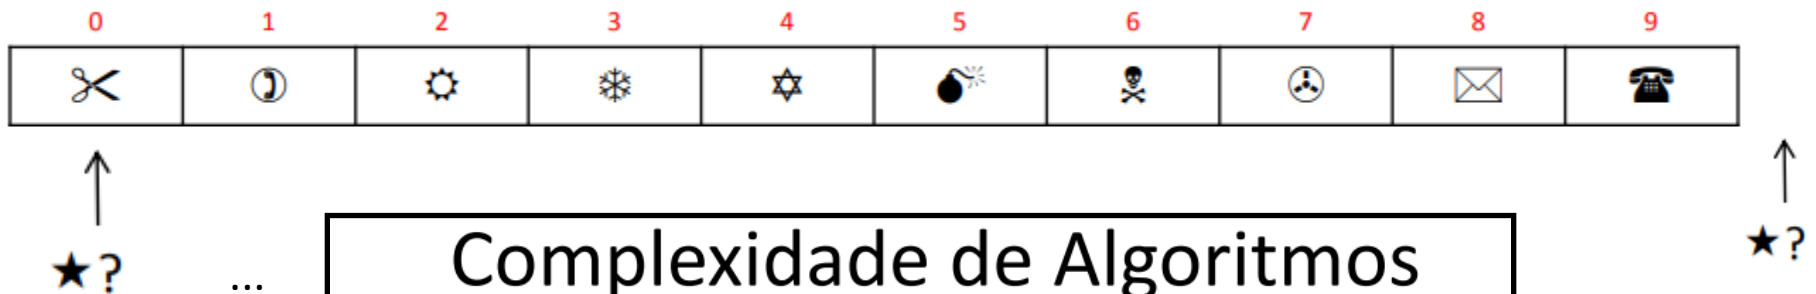 0 1 2 3 4 5 6 7 8 9
✂ ✆ ☼ ❄ ✡ 💣 ☠ ✇ ✉ ☎
★? ... Complexidade de Algoritmos ★?